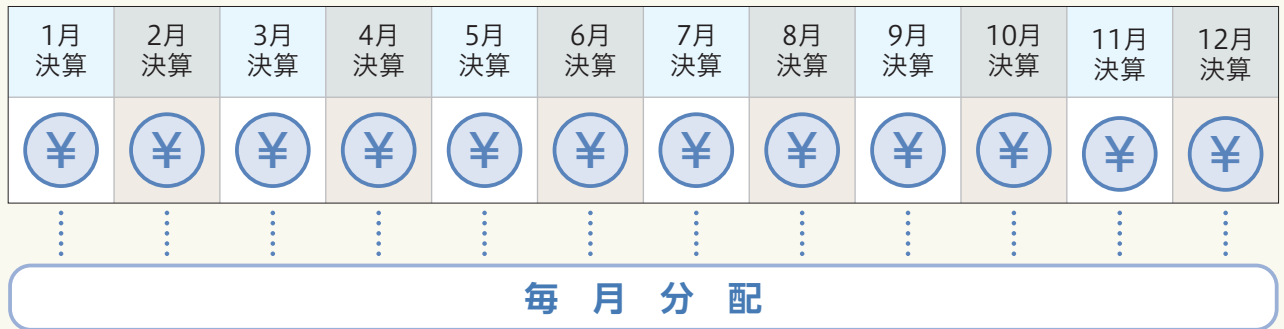 1月 2月 3月 4月 5月 6月 7月 8月 9月 10月 11月 12月
決算 決算 決算 決算 決算 決算 決算 決算 決算 決算 決算 決算
¥ ¥ ¥ ¥ ¥ ¥ ¥ ¥ ¥ ¥ ¥ ¥
毎月分配